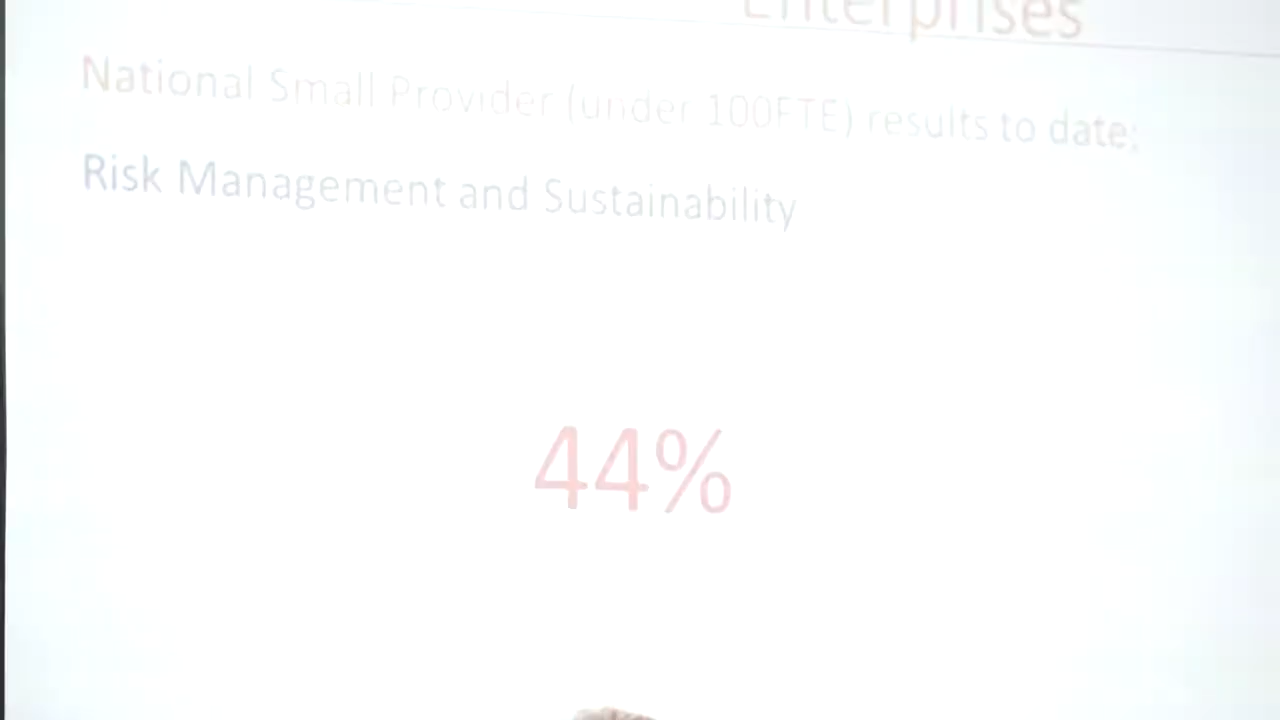 Enterprises
National Small Provider (under 100FTE) results to date;
Risk Management and Sustainability
44%